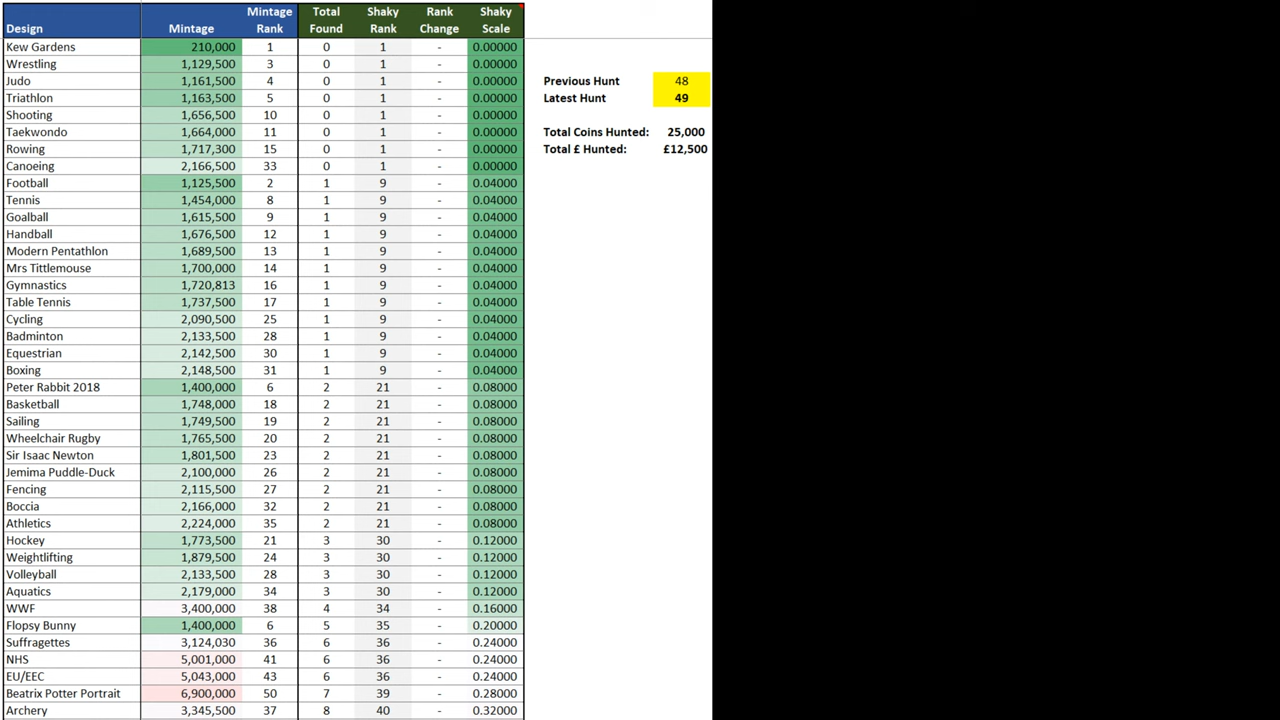 Design Mintage Mintage Rank Total Found Shaky Rank Rank Change Shaky Scale
Kew Gardens 210,000 1 0 1 - 0.00000
Wrestling 1,129,500 3 0 1 - 0.00000
Judo 1,161,500 4 0 1 - 0.00000 Previous Hunt 48
Triathlon 1,163,500 5 0 1 - 0.00000 Latest Hunt 49
Shooting 1,656,500 10 0 1 - 0.00000
Taekwondo 1,664,000 11 0 1 - 0.00000 Total Coins Hunted: 25,000
Rowing 1,717,300 15 0 1 - 0.00000 Total £ Hunted: £12,500
Canoeing 2,166,500 33 0 1 - 0.00000
Football 1,125,500 2 1 9 - 0.04000
Tennis 1,454,000 8 1 9 - 0.04000
Goalball 1,615,500 9 1 9 - 0.04000
Handball 1,676,500 12 1 9 - 0.04000
Modern Pentathlon 1,689,500 13 1 9 - 0.04000
Mrs Tittlemouse 1,700,000 14 1 9 - 0.04000
Gymnastics 1,720,813 16 1 9 - 0.04000
Table Tennis 1,737,500 17 1 9 - 0.04000
Cycling 2,090,500 25 1 9 - 0.04000
Badminton 2,133,500 28 1 9 - 0.04000
Equestrian 2,142,500 30 1 9 - 0.04000
Boxing 2,148,500 31 1 9 - 0.04000
Peter Rabbit 2018 1,400,000 6 2 21 - 0.08000
Basketball 1,748,000 18 2 21 - 0.08000
Sailing 1,749,500 19 2 21 - 0.08000
Wheelchair Rugby 1,765,500 20 2 21 - 0.08000
Sir Isaac Newton 1,801,500 23 2 21 - 0.08000
Jemima Puddle-Duck 2,100,000 26 2 21 - 0.08000
Fencing 2,115,500 27 2 21 - 0.08000
Boccia 2,166,000 32 2 21 - 0.08000
Athletics 2,224,000 35 2 21 - 0.08000
Hockey 1,773,500 21 3 30 - 0.12000
Weightlifting 1,879,500 24 3 30 - 0.12000
Volleyball 2,133,500 28 3 30 - 0.12000
Aquatics 2,179,000 34 3 30 - 0.12000
WWF 3,400,000 38 4 34 - 0.16000
Flopsy Bunny 1,400,000 6 5 35 - 0.20000
Suffragettes 3,124,030 36 6 36 - 0.24000
NHS 5,001,000 41 6 36 - 0.24000
EU/EEC 5,043,000 43 6 36 - 0.24000
Beatrix Potter Portrait 6,900,000 50 7 39 - 0.28000
Archery 3,345,500 37 8 40 - 0.32000